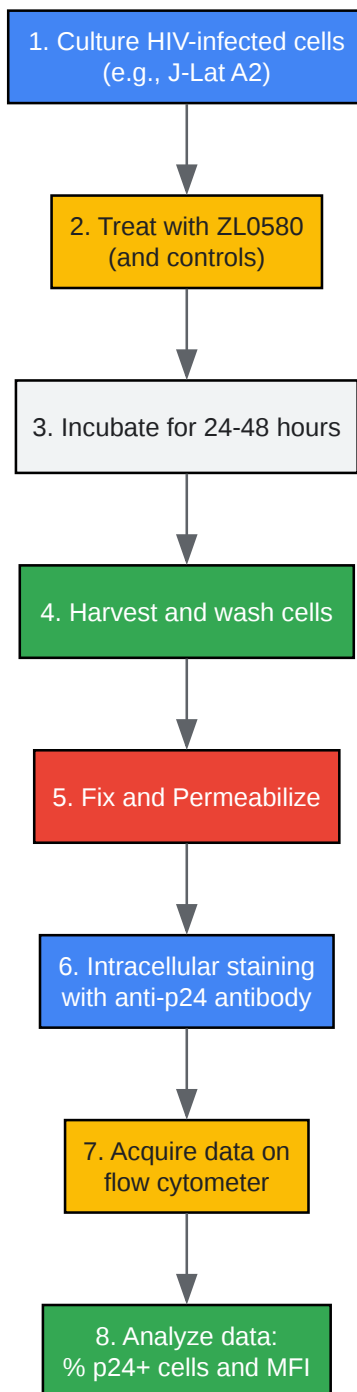 1. Culture HIV-infected cells
(e.g., J-Lat A2)
2. Treat with ZL0580
(and controls)
3. Incubate for 24-48 hours
4. Harvest and wash cells
5. Fix and Permeabilize
6. Intracellular staining
with anti-p24 antibody
7. Acquire data on
flow cytometer
8. Analyze data:
% p24+ cells and MFI